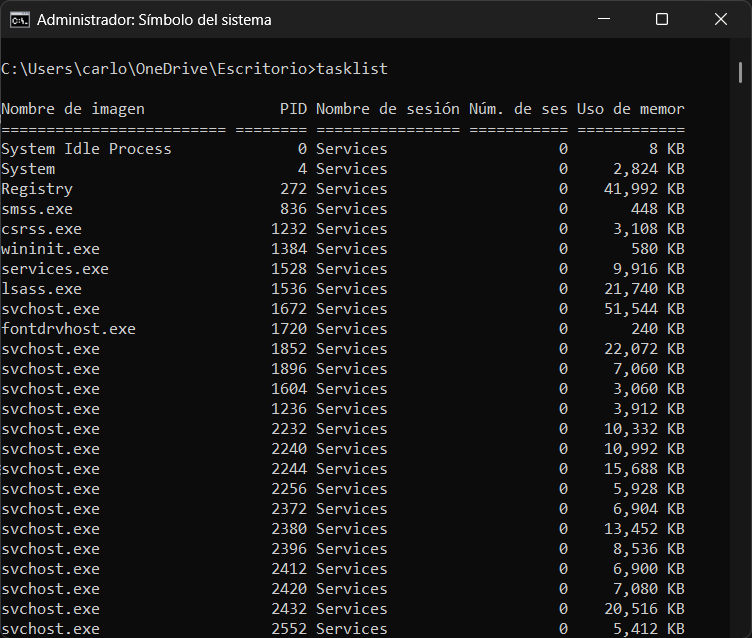 Administrador: Símbolo del sistema
C:\Users\carlo\OneDrive\Escritorio>tasklist
Nombre de imagen                     PID Nombre de sesión Núm. de ses Uso de memor
========================= ======== ================ =========== ============
System Idle Process                0 Services                   0         8 KB
System                             4 Services                   0     2,824 KB
Registry                         272 Services                   0    41,992 KB
smss.exe                         836 Services                   0       448 KB
csrss.exe                       1232 Services                   0     3,108 KB
wininit.exe                     1384 Services                   0       580 KB
services.exe                    1528 Services                   0     9,916 KB
lsass.exe                       1536 Services                   0    21,740 KB
svchost.exe                     1672 Services                   0    51,544 KB
fontdrvhost.exe                 1720 Services                   0       240 KB
svchost.exe                     1852 Services                   0    22,072 KB
svchost.exe                     1896 Services                   0     7,060 KB
svchost.exe                     1604 Services                   0     3,060 KB
svchost.exe                     1236 Services                   0     3,912 KB
svchost.exe                     2232 Services                   0    10,332 KB
svchost.exe                     2240 Services                   0    10,992 KB
svchost.exe                     2244 Services                   0    15,688 KB
svchost.exe                     2256 Services                   0     5,928 KB
svchost.exe                     2372 Services                   0     6,904 KB
svchost.exe                     2380 Services                   0    13,452 KB
svchost.exe                     2396 Services                   0     8,536 KB
svchost.exe                     2412 Services                   0     6,900 KB
svchost.exe                     2420 Services                   0     7,080 KB
svchost.exe                     2432 Services                   0    20,516 KB
svchost.exe                     2552 Services                   0     5,412 KB